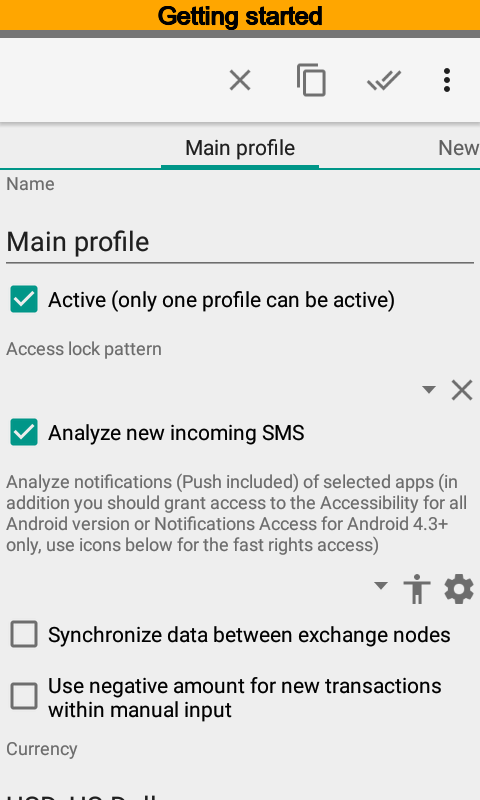 Getting started
Main profile
New
Name
Main profile
Active (only one profile can be active)
Access lock pattern
Analyze new incoming SMS
Analyze notifications (Push included) of selected apps (in
addition you should grant access to the Accessibility for all
Android version or Notifications Access for Android 4.3+
only, use icons below for the fast rights access)
Synchronize data between exchange nodes
Use negative amount for new transactions
within manual input
Currency